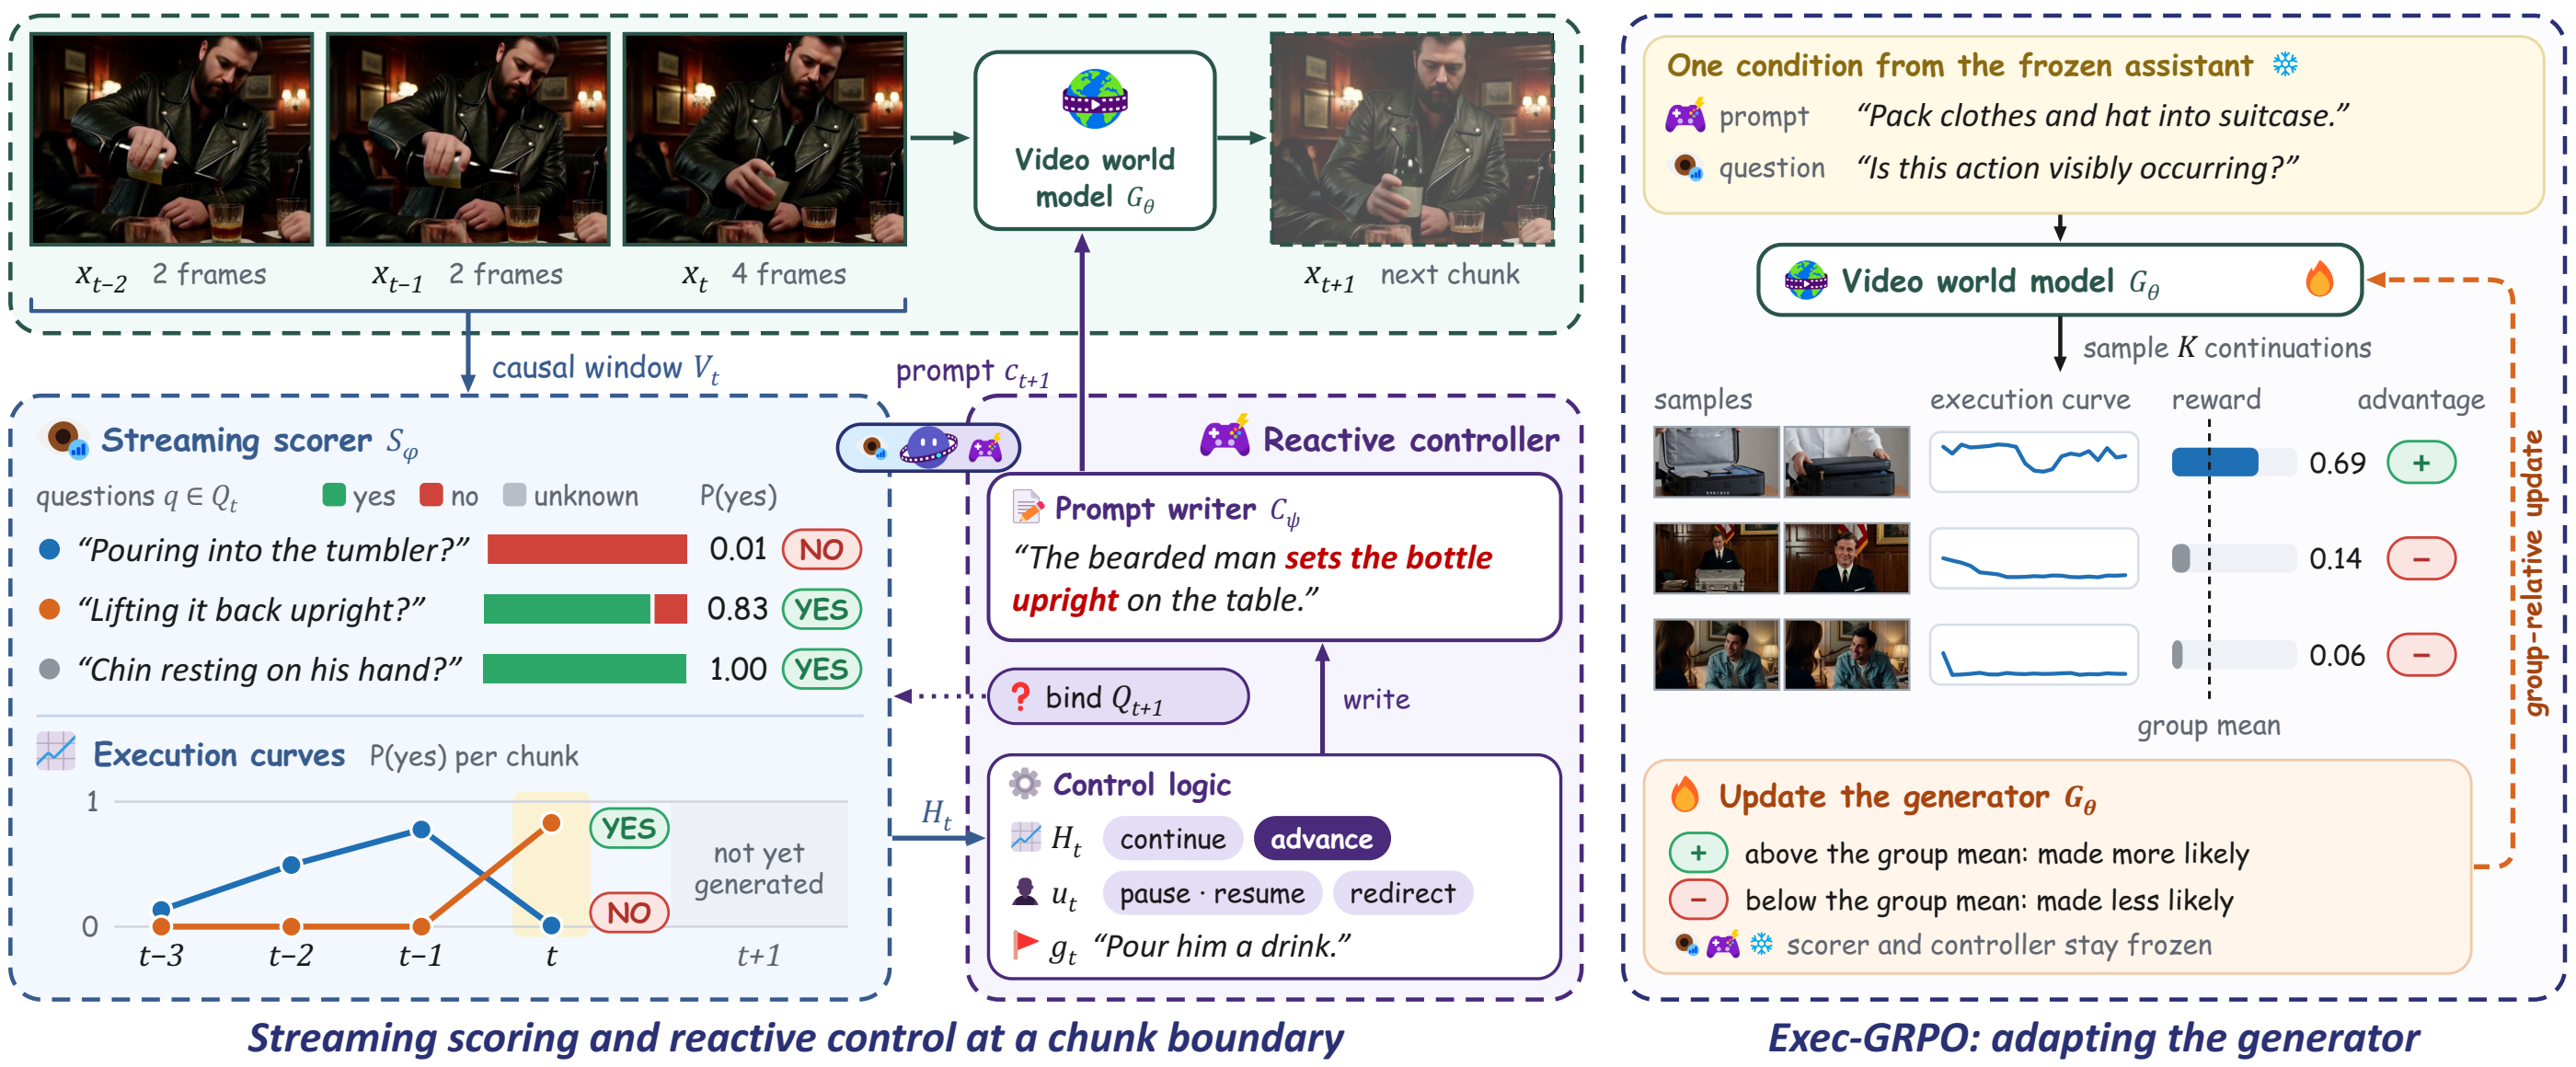 x_{t−2} 2 frames
x_{t−1} 2 frames
x_t 4 frames
Video world
model G_θ
x_{t+1} next chunk
causal window V_t
prompt c_{t+1}
Streaming scorer S_φ
questions q ∈ Q_t
yes
no
unknown
P(yes)
“Pouring into the tumbler?” 0.01 NO
“Lifting it back upright?” 0.83 YES
“Chin resting on his hand?” 1.00 YES
Execution curves P(yes) per chunk
1
0
YES
NO
not yet
generated
t−3
t−2
t−1
t
t+1
H_t
Reactive controller
Prompt writer C_ψ
“The bearded man sets the bottle
upright on the table.”
? bind Q_{t+1}
write
Control logic
H_t continue advance
u_t pause · resume redirect
g_t “Pour him a drink.”
Streaming scoring and reactive control at a chunk boundary
One condition from the frozen assistant
prompt “Pack clothes and hat into suitcase.”
question “Is this action visibly occurring?”
Video world model G_θ
sample K continuations
samples execution curve reward advantage
0.69 +
0.14 −
0.06 −
group mean
group-relative update
Update the generator G_θ
+ above the group mean: made more likely
− below the group mean: made less likely
scorer and controller stay frozen
Exec-GRPO: adapting the generator